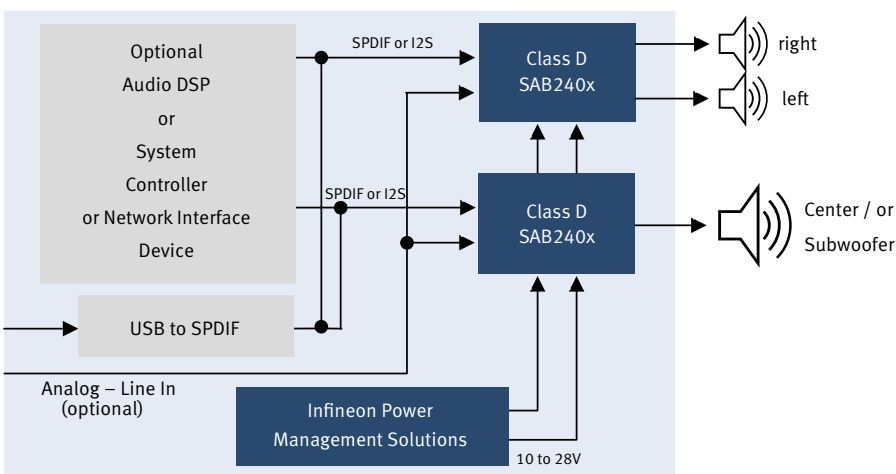 Optional
Audio DSP
or
System
Controller
or Network Interface
Device
SPDIF or I2S
Class D
SAB240x
right
left
SPDIF or I2S
Class D
SAB240x
Center / or
Subwoofer
USB to SPDIF
Analog – Line In
(optional)
Infineon Power
Management Solutions
10 to 28V